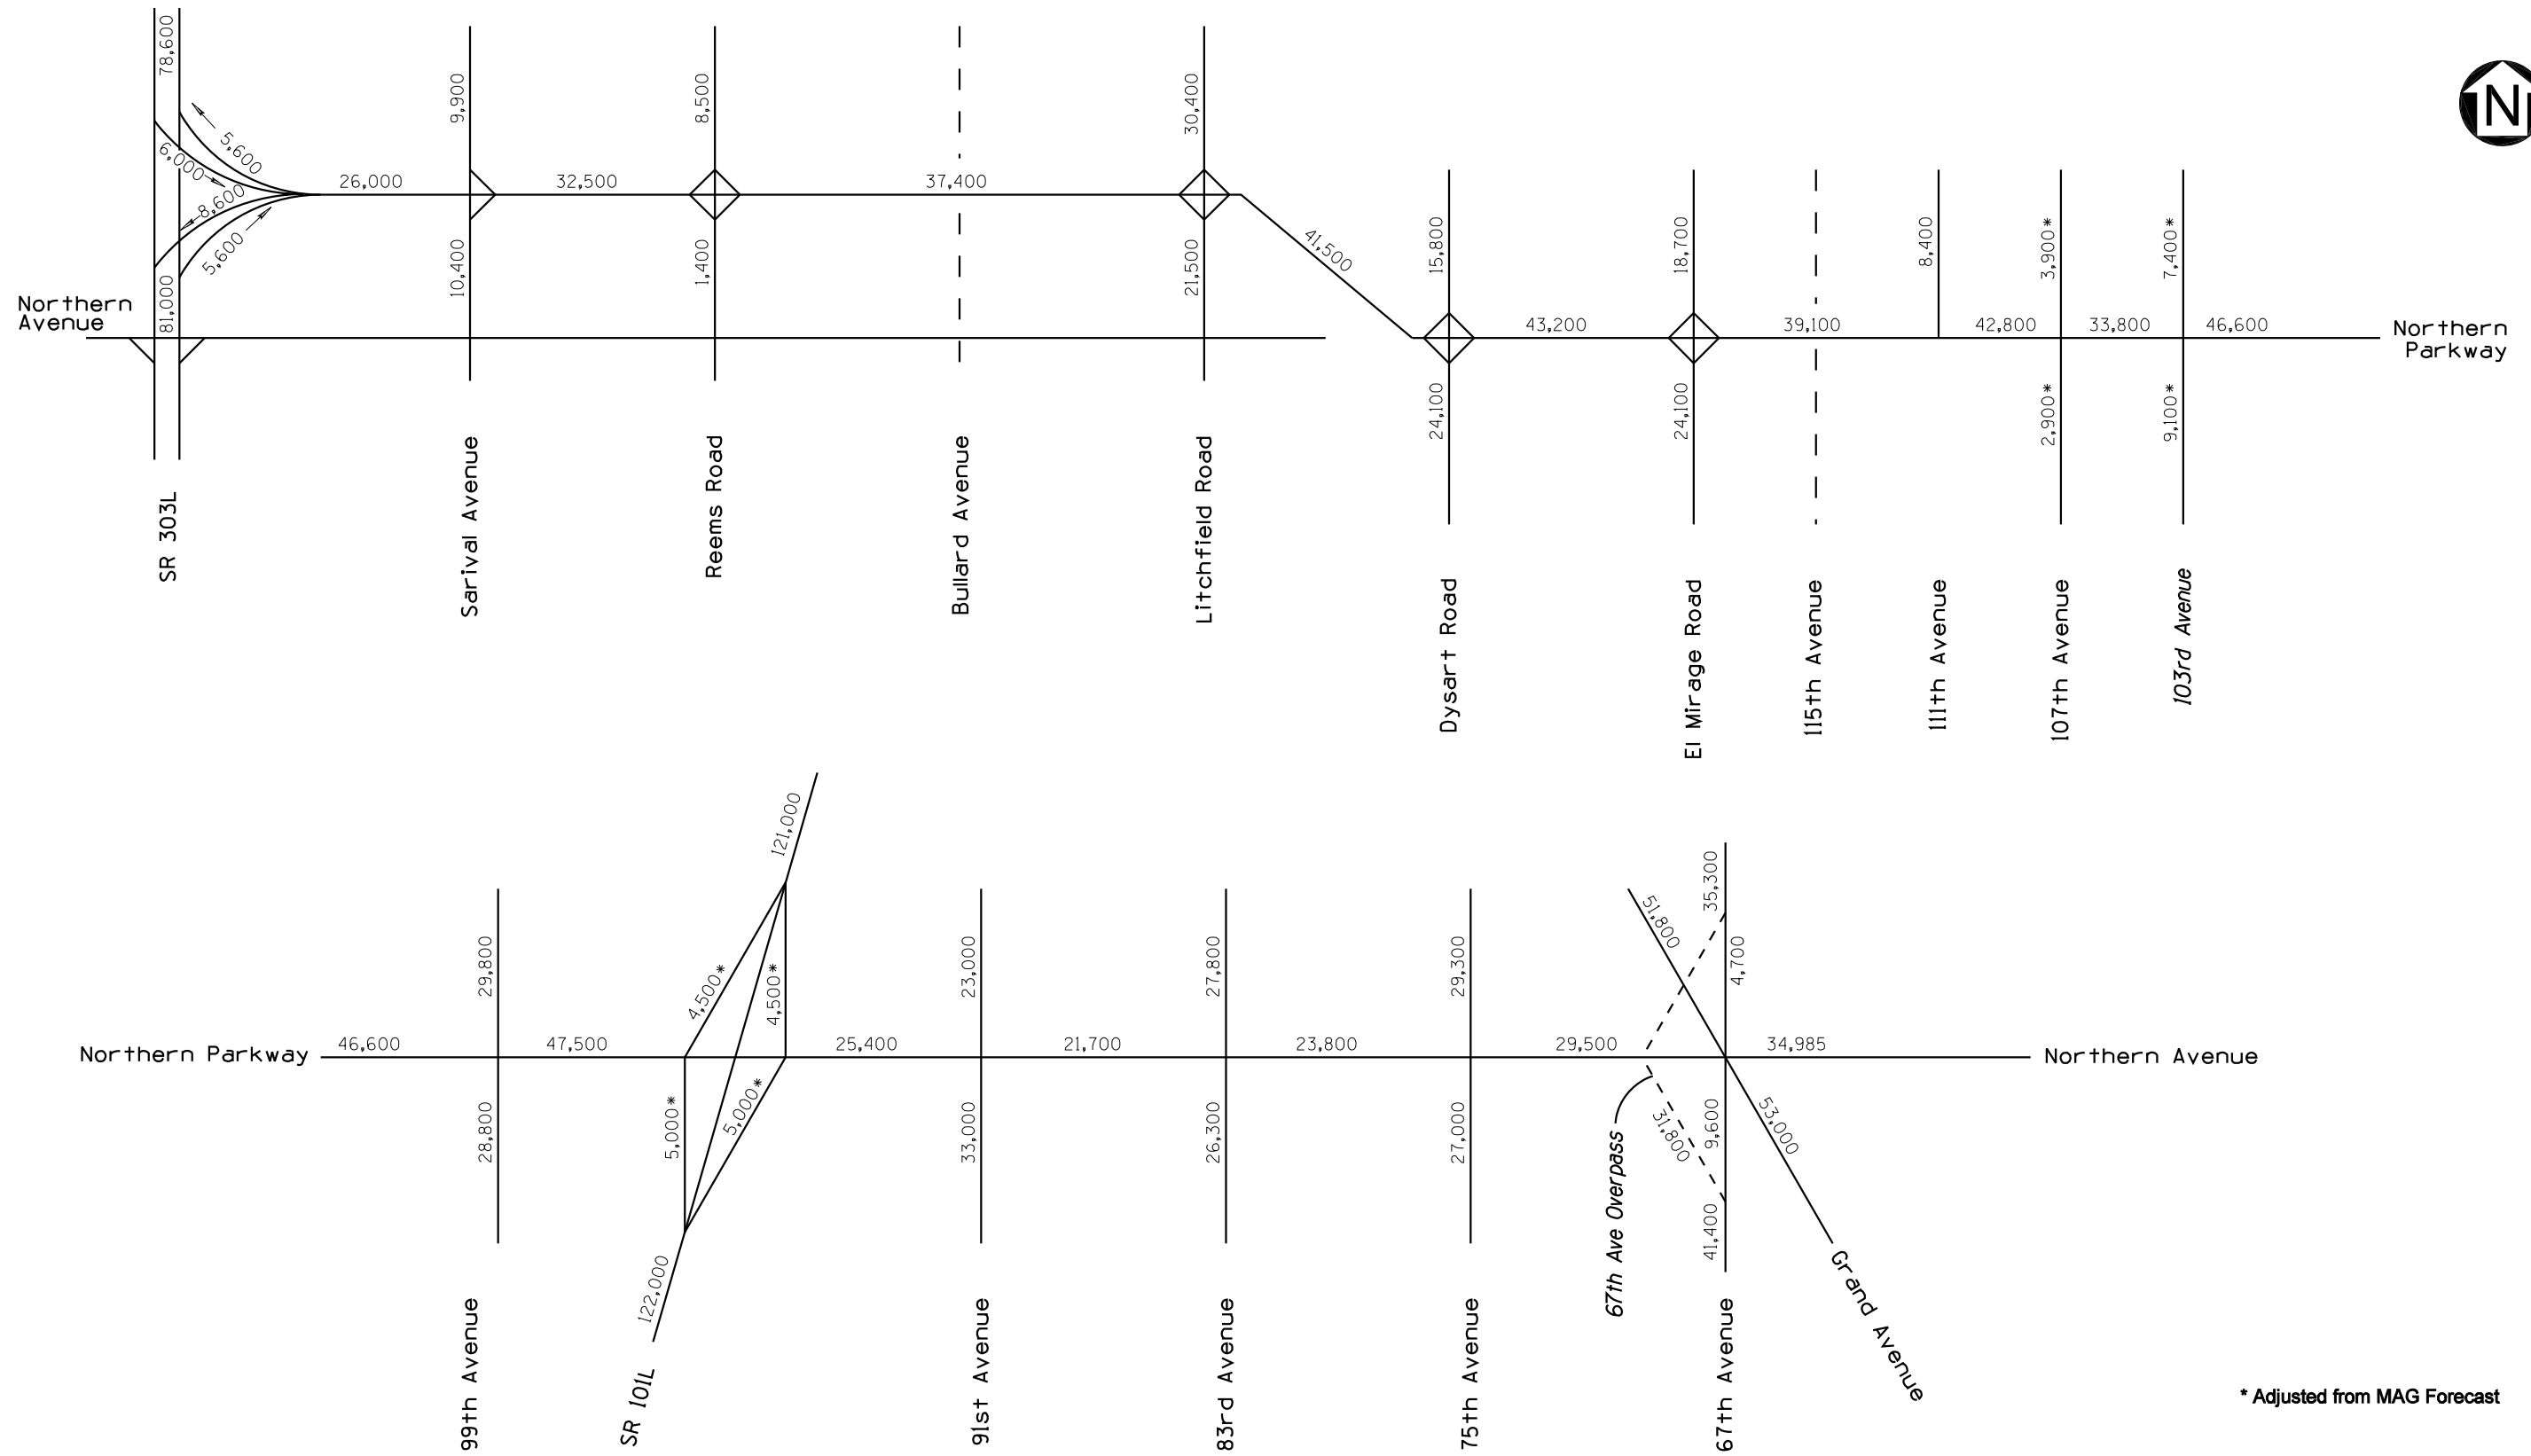 78,600
9,900
8,500
30,400
N
5,600
6,000
8,600
5,600
26,000
32,500
37,400
41,500
81,000
10,400
1,400
21,500
15,800
18,700
8,400
3,900*
7,400*
Northern
Avenue
43,200
39,100
42,800
33,800
46,600
Northern
Parkway
24,100
24,100
2,900*
9,100*
SR 303L
Sarival Avenue
Reems Road
Bullard Avenue
Litchfield Road
Dysart Road
El Mirage Road
115th Avenue
111th Avenue
107th Avenue
103rd Avenue
121,000
29,800
4,500*
4,500*
23,000
27,800
29,300
51,800
35,300
4,700
Northern Parkway
46,600
47,500
25,400
21,700
23,800
29,500
34,985
Northern Avenue
28,800
5,000*
5,000*
33,000
26,300
27,000
31,800
9,600
53,000
41,400
122,000
67th Ave Overpass
Grand Avenue
99th Avenue
SR 101L
91st Avenue
83rd Avenue
75th Avenue
67th Avenue
* Adjusted from MAG Forecast